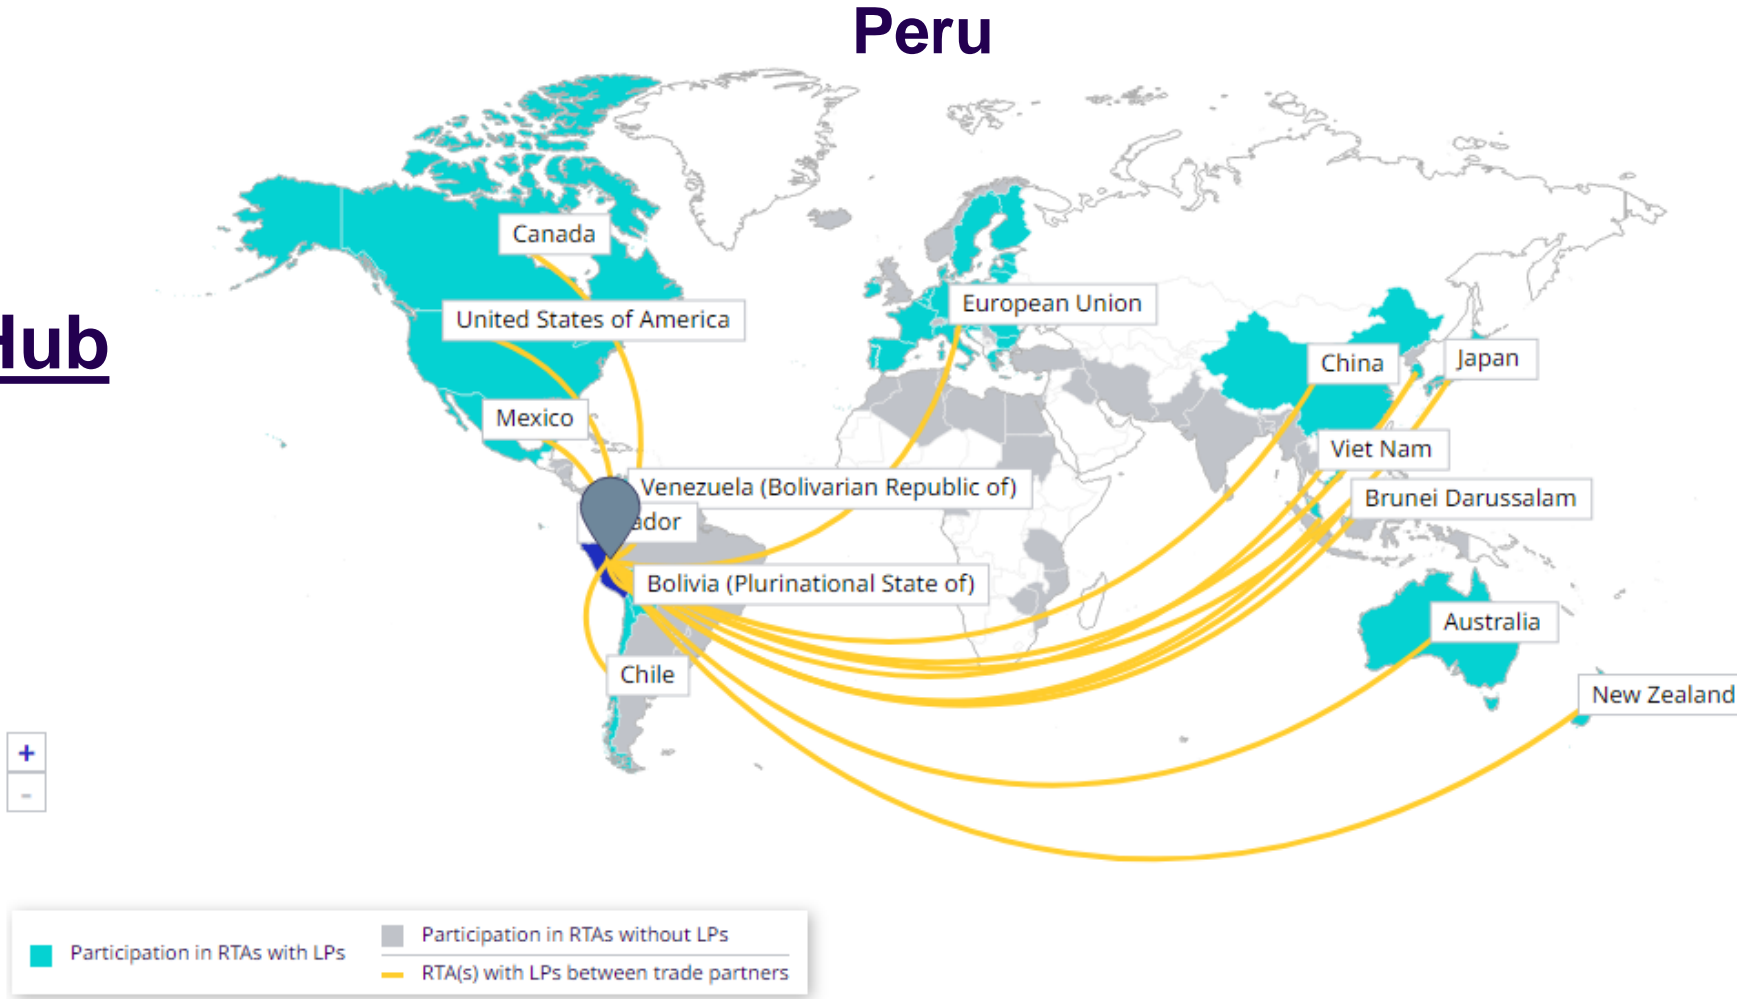 Peru
Hub
Canada
United States of America
European Union
China
Japan
Mexico
Viet Nam
Venezuela (Bolivarian Republic of)
Brunei Darussalam
ador
Bolivia (Plurinational State of)
Australia
Chile
New Zealand
+
-
Participation in RTAs with LPs
Participation in RTAs without LPs
RTA(s) with LPs between trade partners